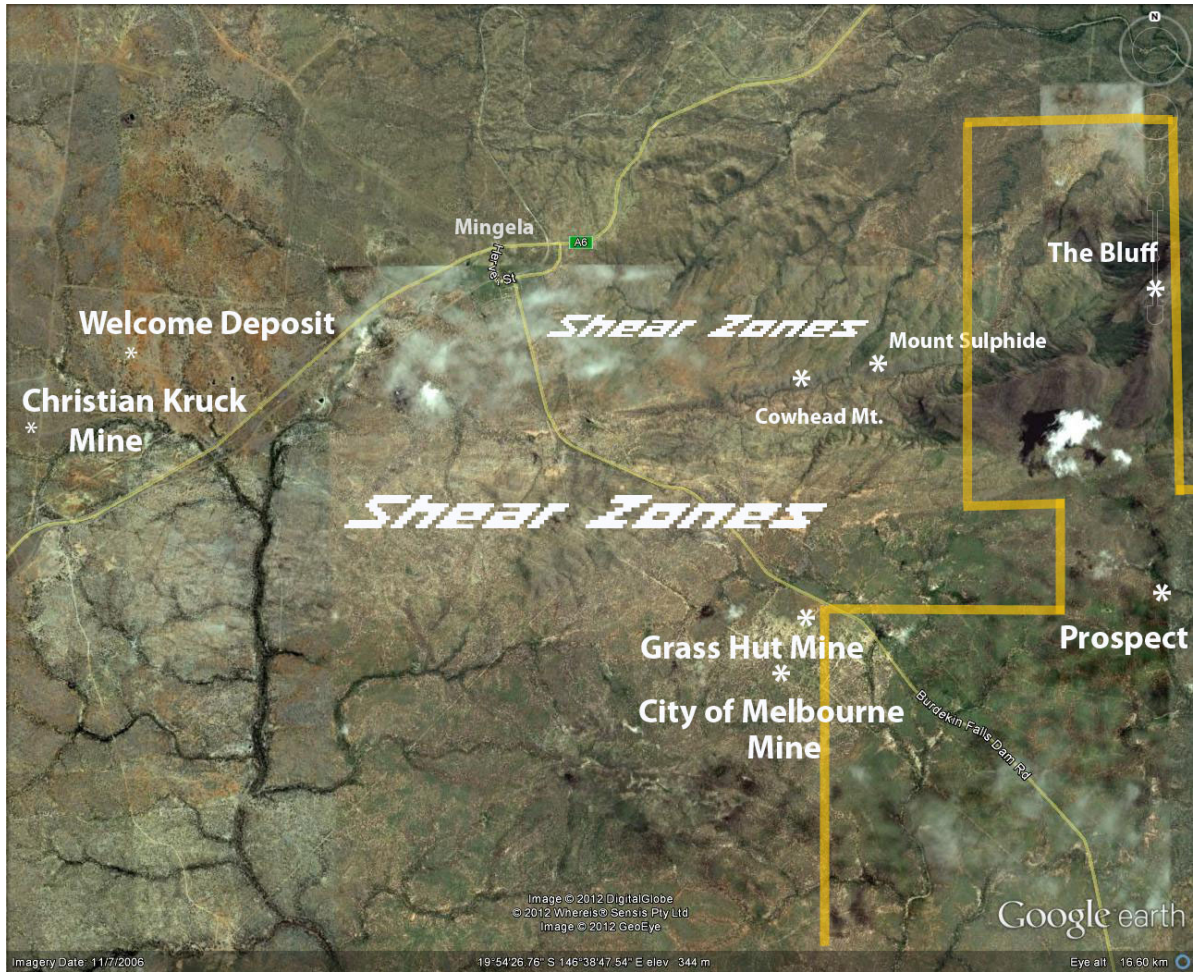 N
Mingela
A6
Hervey
St
The Bluff
Welcome Deposit
Shear Zones
Mount Sulphide
Christian Kruck
Mine
Cowhead Mt.
Shear Zones
Grass Hut Mine
Prospect
City of Melbourne
Mine
Burdekin Falls Dam Rd
Image © 2012 DigitalGlobe
© 2012 Whereis® Sensis Pty Ltd
Image © 2012 GeoEye
Google earth
Imagery Date: 11/7/2006
19°54'26.76" S 146°38'47.54" E elev 344 m
Eye alt 16.60 km